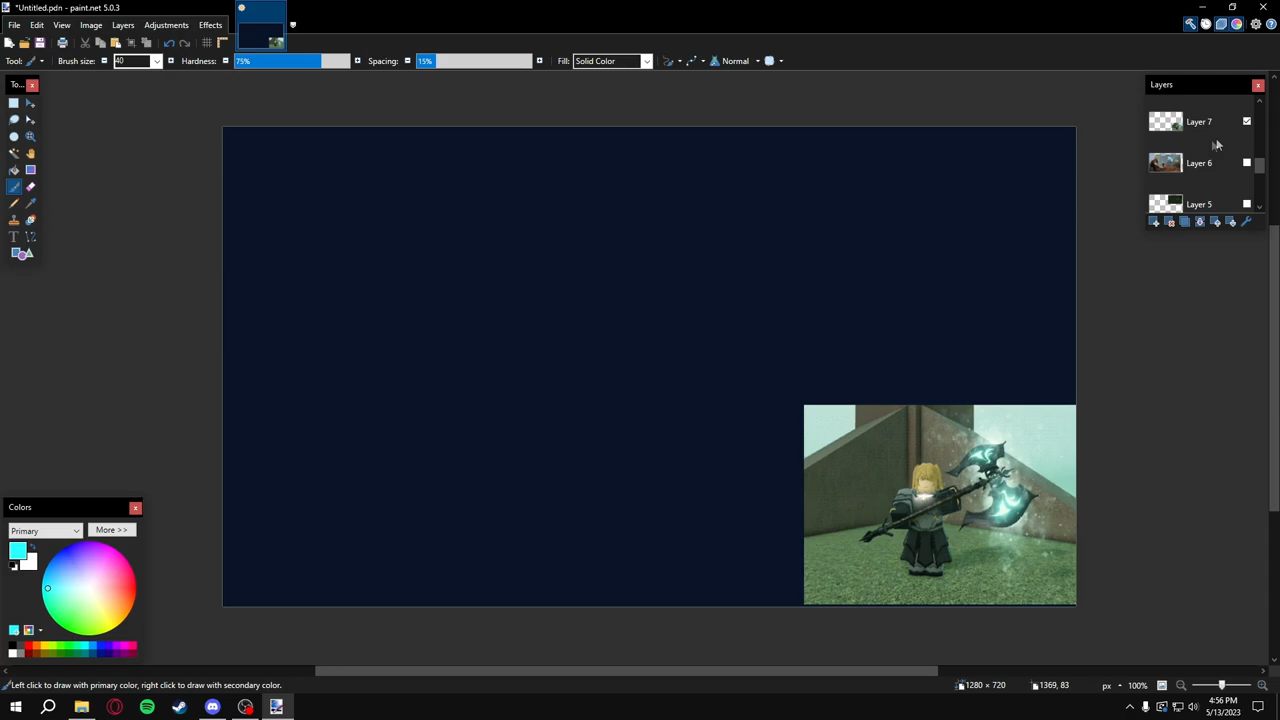 *Untitled.pdn - paint.net 5.0.3
File Edit View Image Layers Adjustments Effects
Tool: Brush size: 40 Hardness: 75% Spacing: 15% Fill: Solid Color Normal
To...
Layers
Layer 7
Layer 6
Layer 5
Colors
Primary More >>
Left click to draw with primary color, right click to draw with secondary color. 1280 × 720 1369, 83 px 100%
4:56 PM
5/13/2023